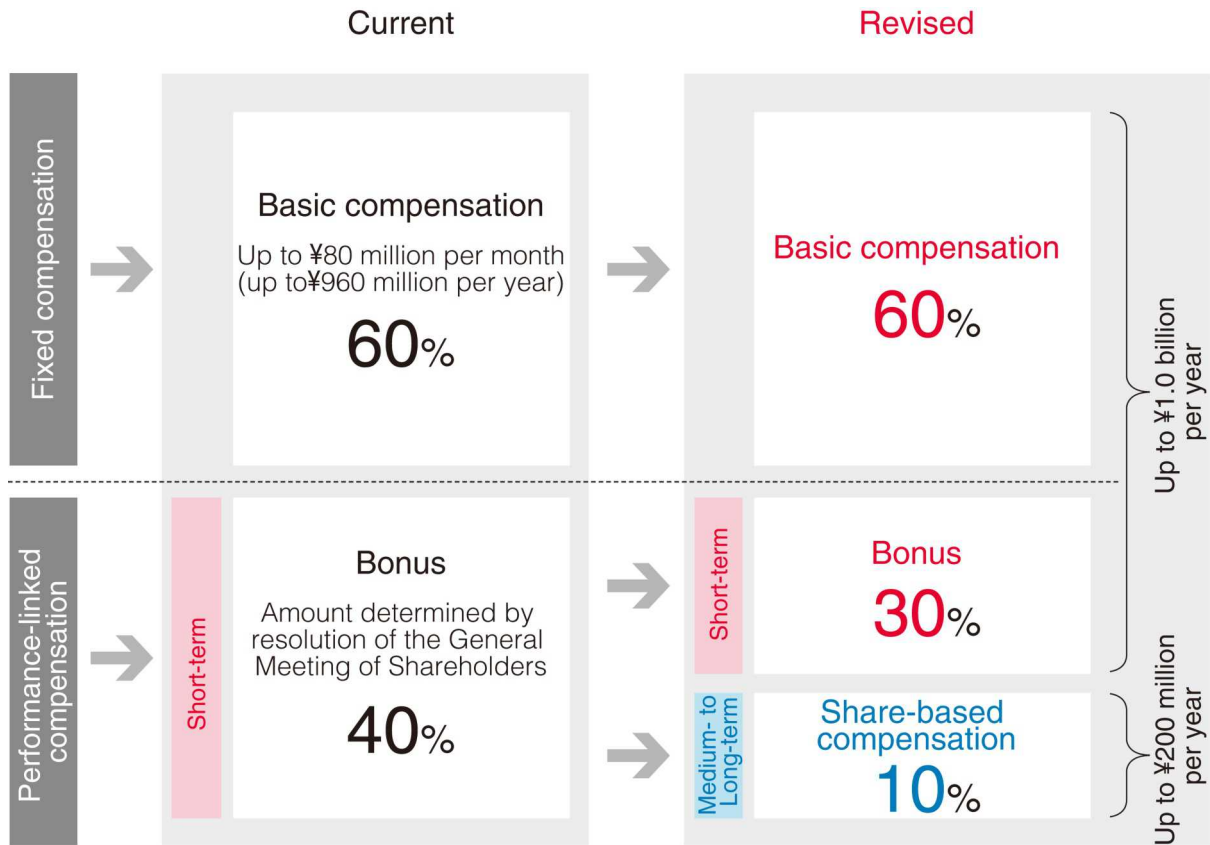 Current
Revised
Fixed compensation
Basic compensation
Up to ¥80 million per month
(up to¥960 million per year)
60%
Basic compensation
60%
Up to ¥1.0 billion
per year
Performance-linked
compensation
Short-term
Bonus
Amount determined by
resolution of the General
Meeting of Shareholders
40%
Short-term
Bonus
30%
Medium- to
Long-term
Share-based
compensation
10%
Up to ¥200 million
per year